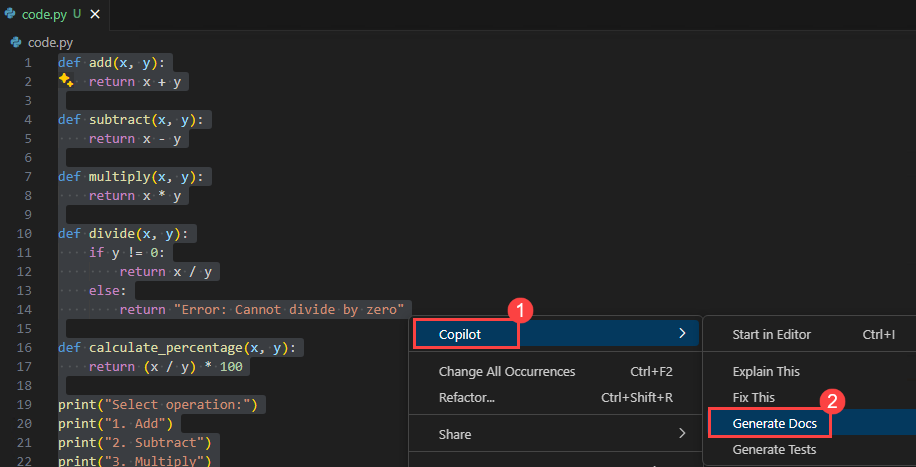 code.py U ×
code.py
1 def add(x, y):
2 return x + y
3
4 def subtract(x, y):
5 return x - y
6
7 def multiply(x, y):
8 return x * y
9
10 def divide(x, y):
11 if y != 0:
12 return x / y
13 else:
14 return "Error: Cannot divide by zero"
15
16 def calculate_percentage(x, y):
17 return (x / y) * 100
18
19 print("Select operation:")
20 print("1. Add")
21 print("2. Subtract")
22 print("3. Multiply")
1
Copilot
Change All Occurrences Ctrl+F2
Refactor... Ctrl+Shift+R
Share
Start in Editor Ctrl+I
Explain This
Fix This
2
Generate Docs
Generate Tests